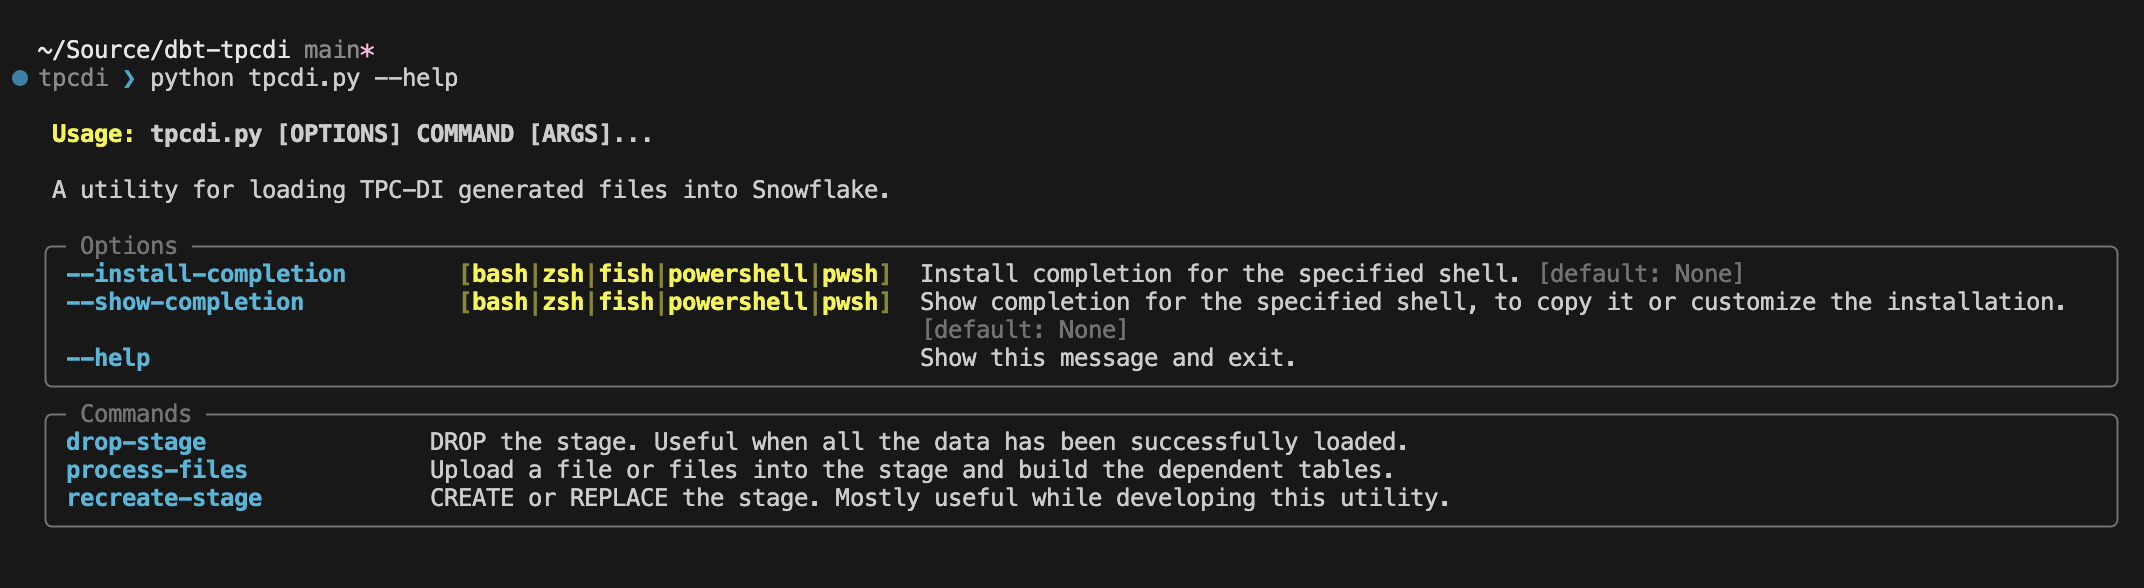 ~/Source/dbt-tpcdi main*
tpcdi ❯ python tpcdi.py --help
Usage: tpcdi.py [OPTIONS] COMMAND [ARGS]...
A utility for loading TPC-DI generated files into Snowflake.
Options
--install-completion [bash|zsh|fish|powershell|pwsh] Install completion for the specified shell. [default: None]
--show-completion [bash|zsh|fish|powershell|pwsh] Show completion for the specified shell, to copy it or customize the installation.
[default: None]
--help Show this message and exit.
Commands
drop-stage DROP the stage. Useful when all the data has been successfully loaded.
process-files Upload a file or files into the stage and build the dependent tables.
recreate-stage CREATE or REPLACE the stage. Mostly useful while developing this utility.